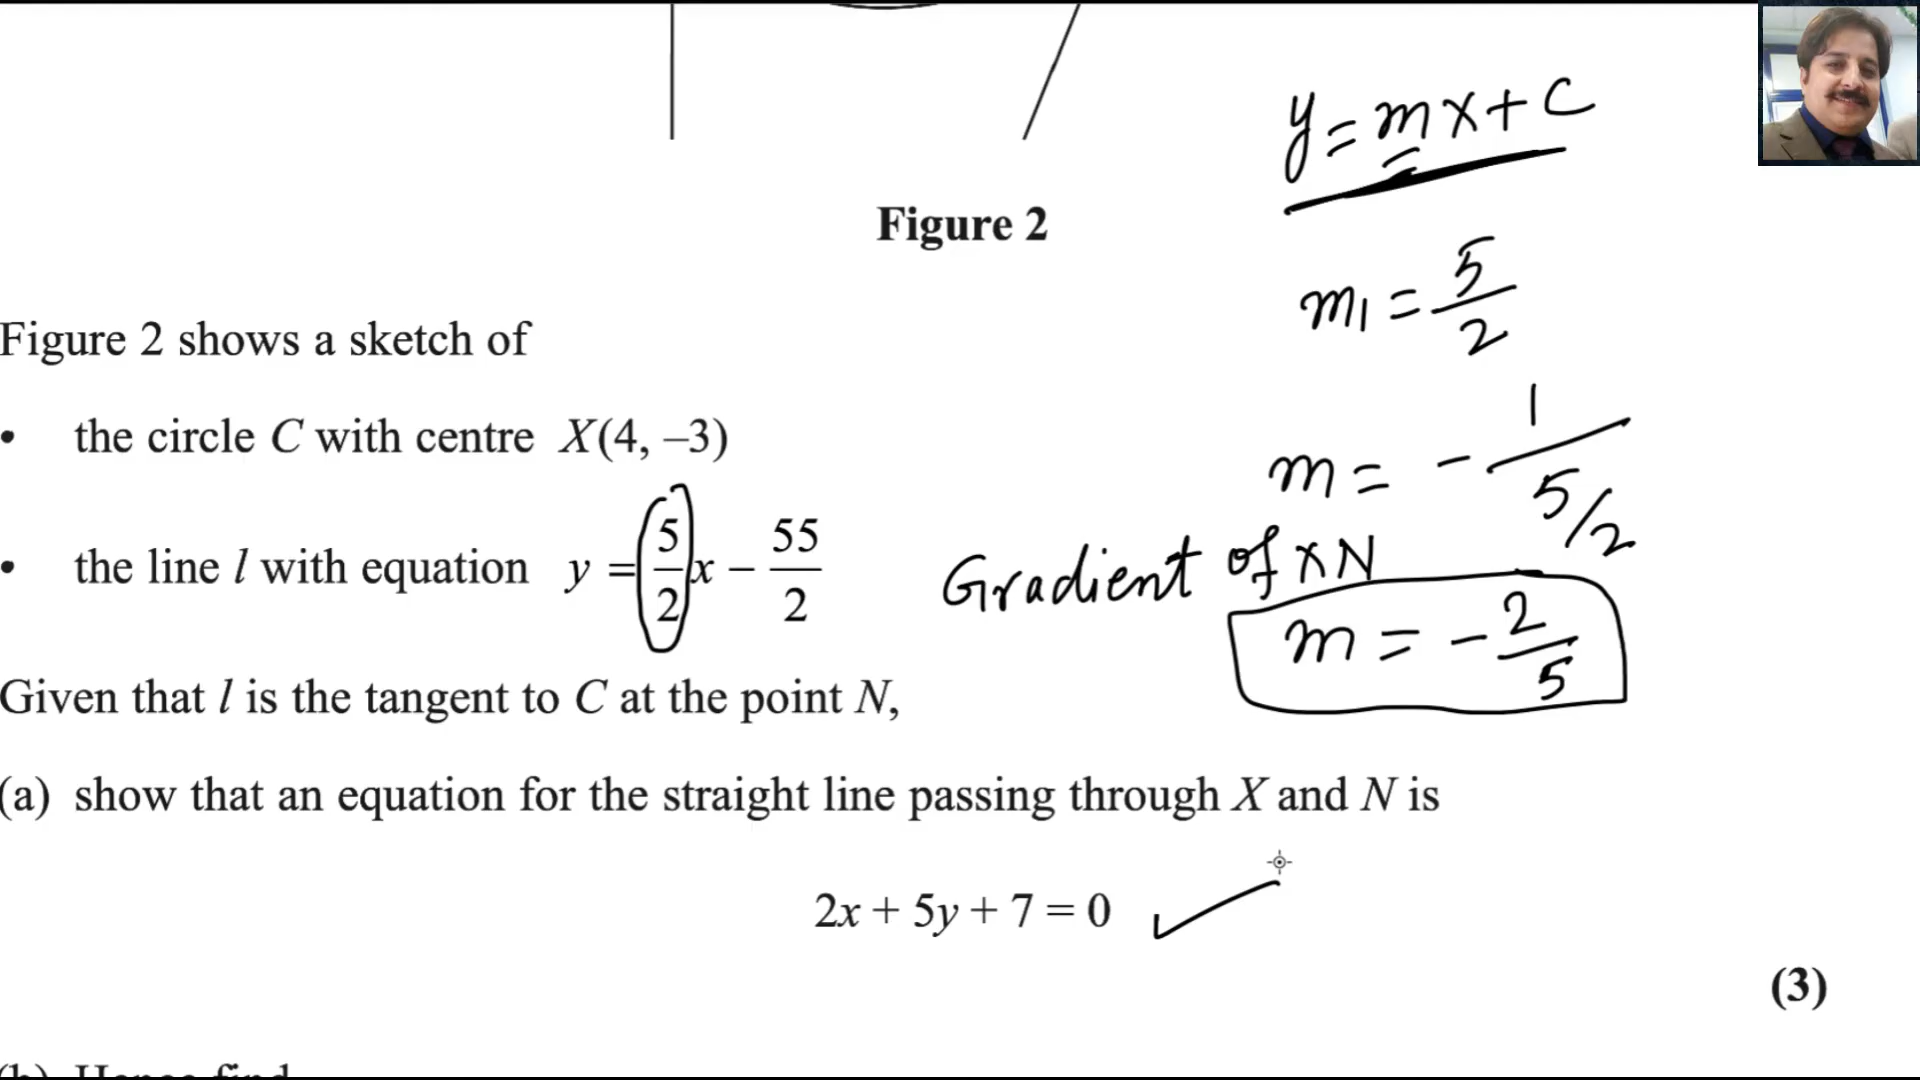 y = mx + c
Figure 2
m1 = 5/2
Figure 2 shows a sketch of
• the circle C with centre X(4, –3)
m = - 1/(5/2)
• the line l with equation y = (5/2)x – 55/2
Gradient of XN
m = - 2/5
Given that l is the tangent to C at the point N,
(a) show that an equation for the straight line passing through X and N is
2x + 5y + 7 = 0
(3)
(b) Hence find